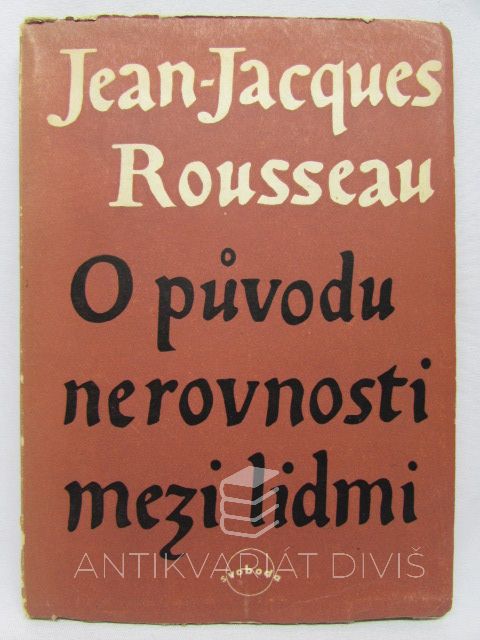 Jean-Jacques
Rousseau
O původu
nerovnosti
mezi lidmi
ANTIKVARIÁT DIVIŠ
svoboda